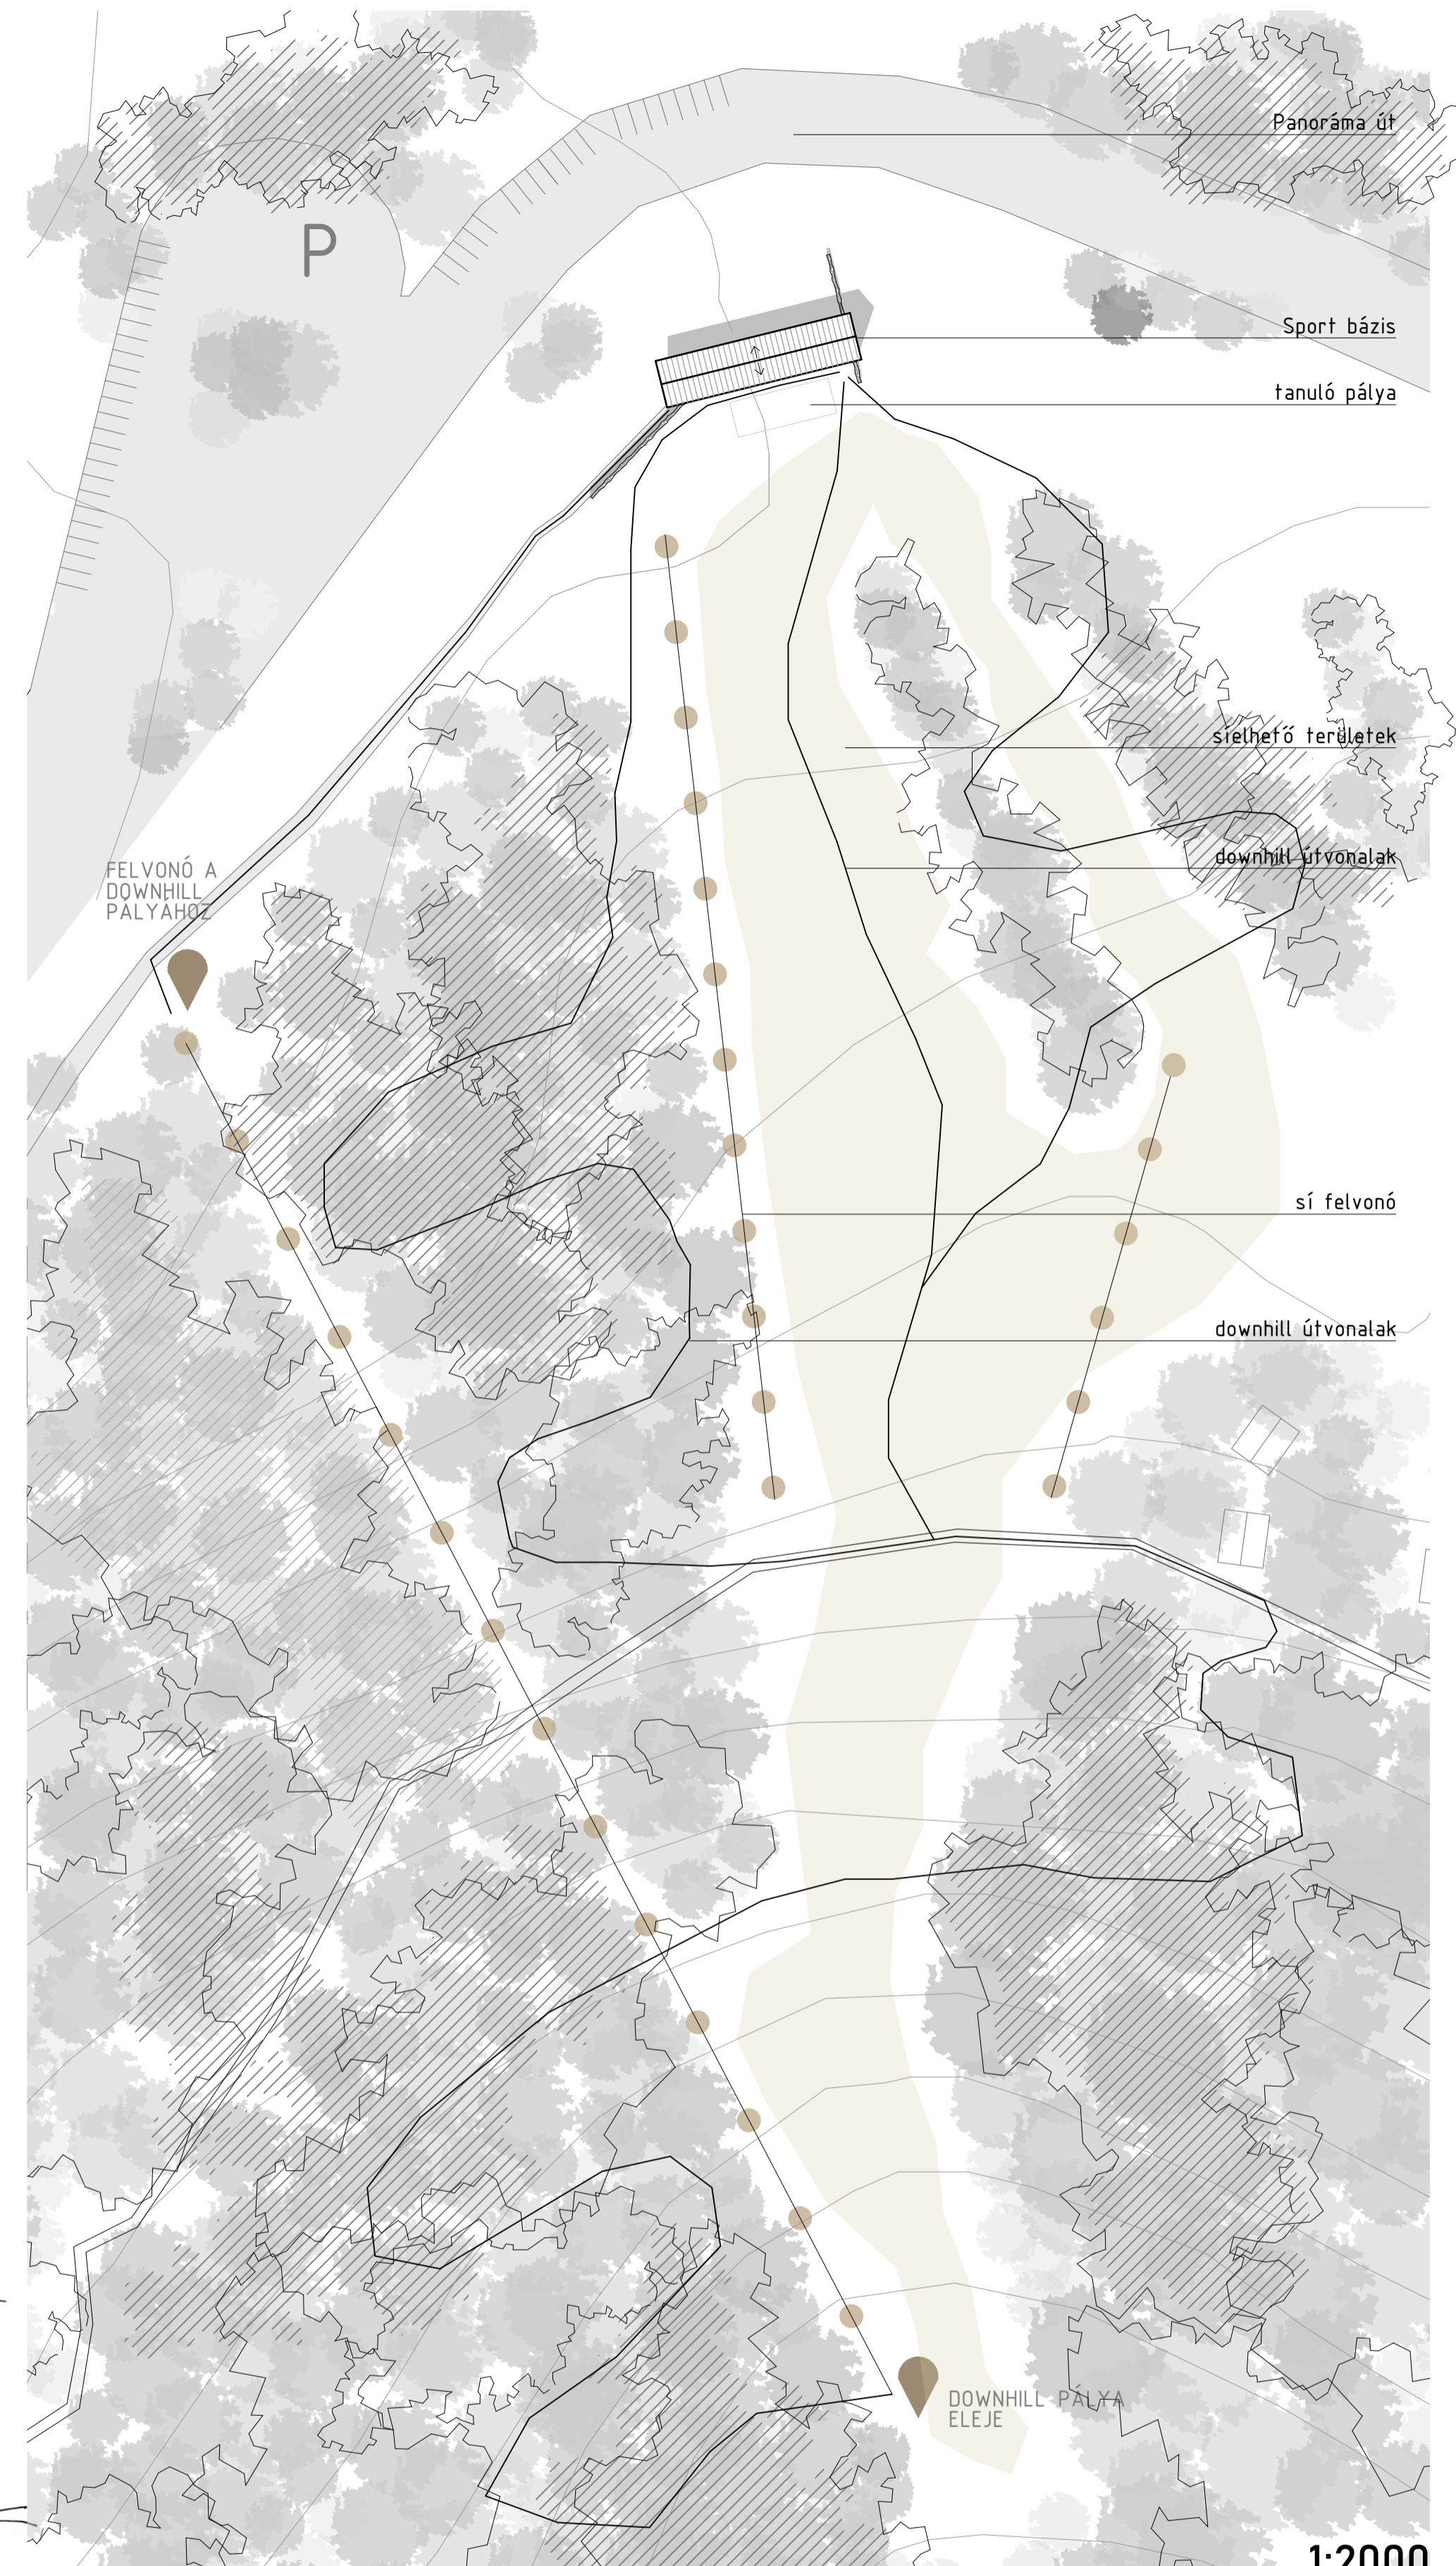 Panoráma út
P
Sport bázis
tanuló pálya
síelhető területek
downhill útvonalak
FELVONÓ A
DOWNHILL
PÁLYÁHOZ
sí felvonó
downhill útvonalak
DOWNHILL PÁLYA
ELEJE
1:2000